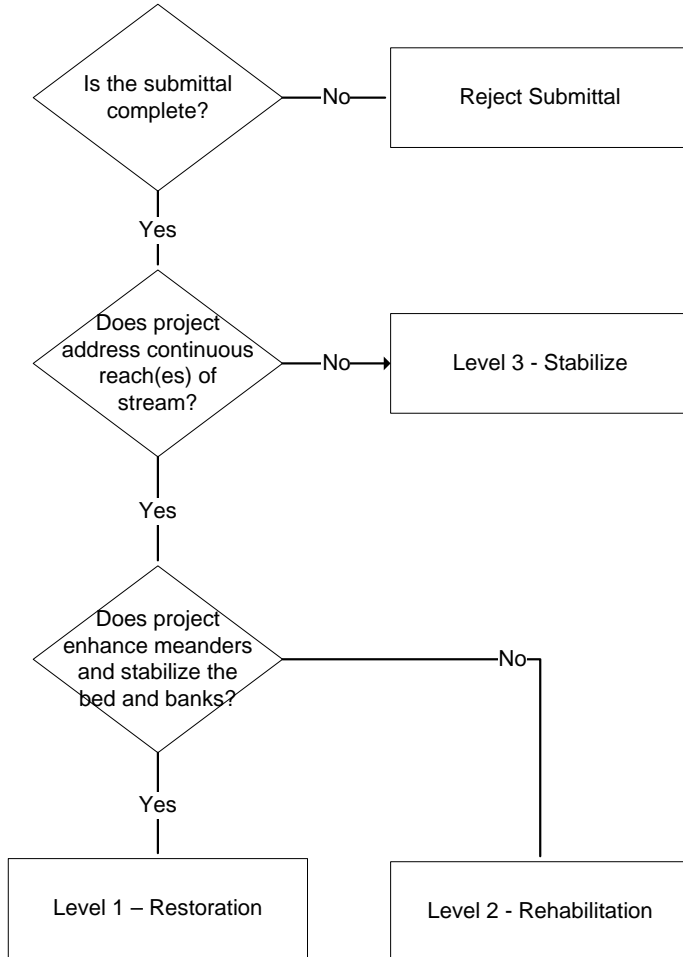 Is the submittal
complete?
No
Reject Submittal
Yes
Does project
address continuous
reach(es) of
stream?
No
Level 3 - Stabilize
Yes
Does project
enhance meanders
and stabilize the
bed and banks?
No
Yes
Level 1 – Restoration
Level 2 - Rehabilitation